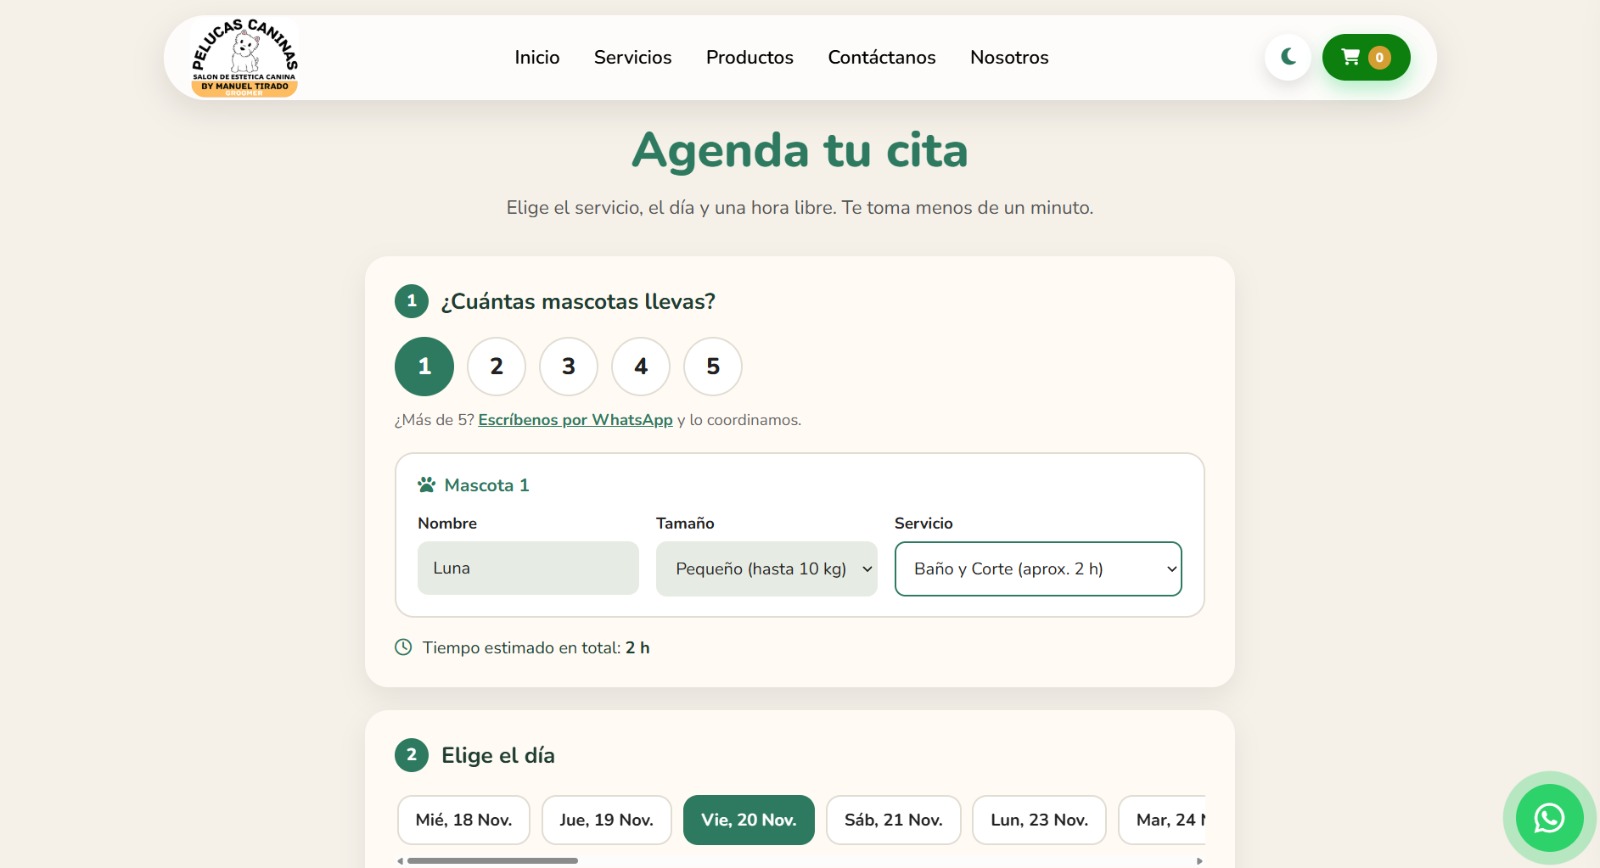 PELUCAS CANINAS
SALON DE ESTETICA CANINA
BY MANUEL TIRADO
GROOMER
Inicio
Servicios
Productos
Contáctanos
Nosotros
0
Agenda tu cita
Elige el servicio, el día y una hora libre. Te toma menos de un minuto.
1 ¿Cuántas mascotas llevas?
1 2 3 4 5
¿Más de 5? Escríbenos por WhatsApp y lo coordinamos.
Mascota 1
Nombre Tamaño Servicio
Luna Pequeño (hasta 10 kg) Baño y Corte (aprox. 2 h)
Tiempo estimado en total: 2 h
2 Elige el día
Mié, 18 Nov. Jue, 19 Nov. Vie, 20 Nov. Sáb, 21 Nov. Lun, 23 Nov. Mar, 24